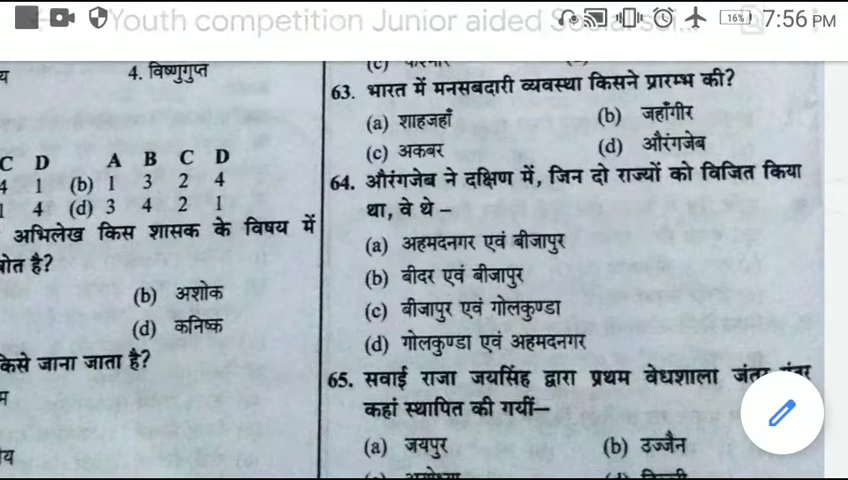 Youth competition Junior aided S
16%
7:56 PM
य
4. विष्णुगुप्त
C D A B C D
4 1 (b) 1 3 2 4
1 4 (d) 3 4 2 1
अभिलेख किस शासक के विषय में
है?
(b) अशोक
(d) कनिष्क
किसे जाना जाता है?
य
(c)
63. भारत में मनसबदारी व्यवस्था किसने प्रारम्भ की?
(a) शाहजहाँ (b) जहाँगीर
(c) अकबर (d) औरंगजेब
64. औरंगजेब ने दक्षिण में, जिन दो राज्यों को विजित किया
था, वे थे –
(a) अहमदनगर एवं बीजापुर
(b) बीदर एवं बीजापुर
(c) बीजापुर एवं गोलकुण्डा
(d) गोलकुण्डा एवं अहमदनगर
65. सवाई राजा जयसिंह द्वारा प्रथम वेधशाला जंतर मंतर
कहां स्थापित की गयीं–
(a) जयपुर (b) उज्जैन